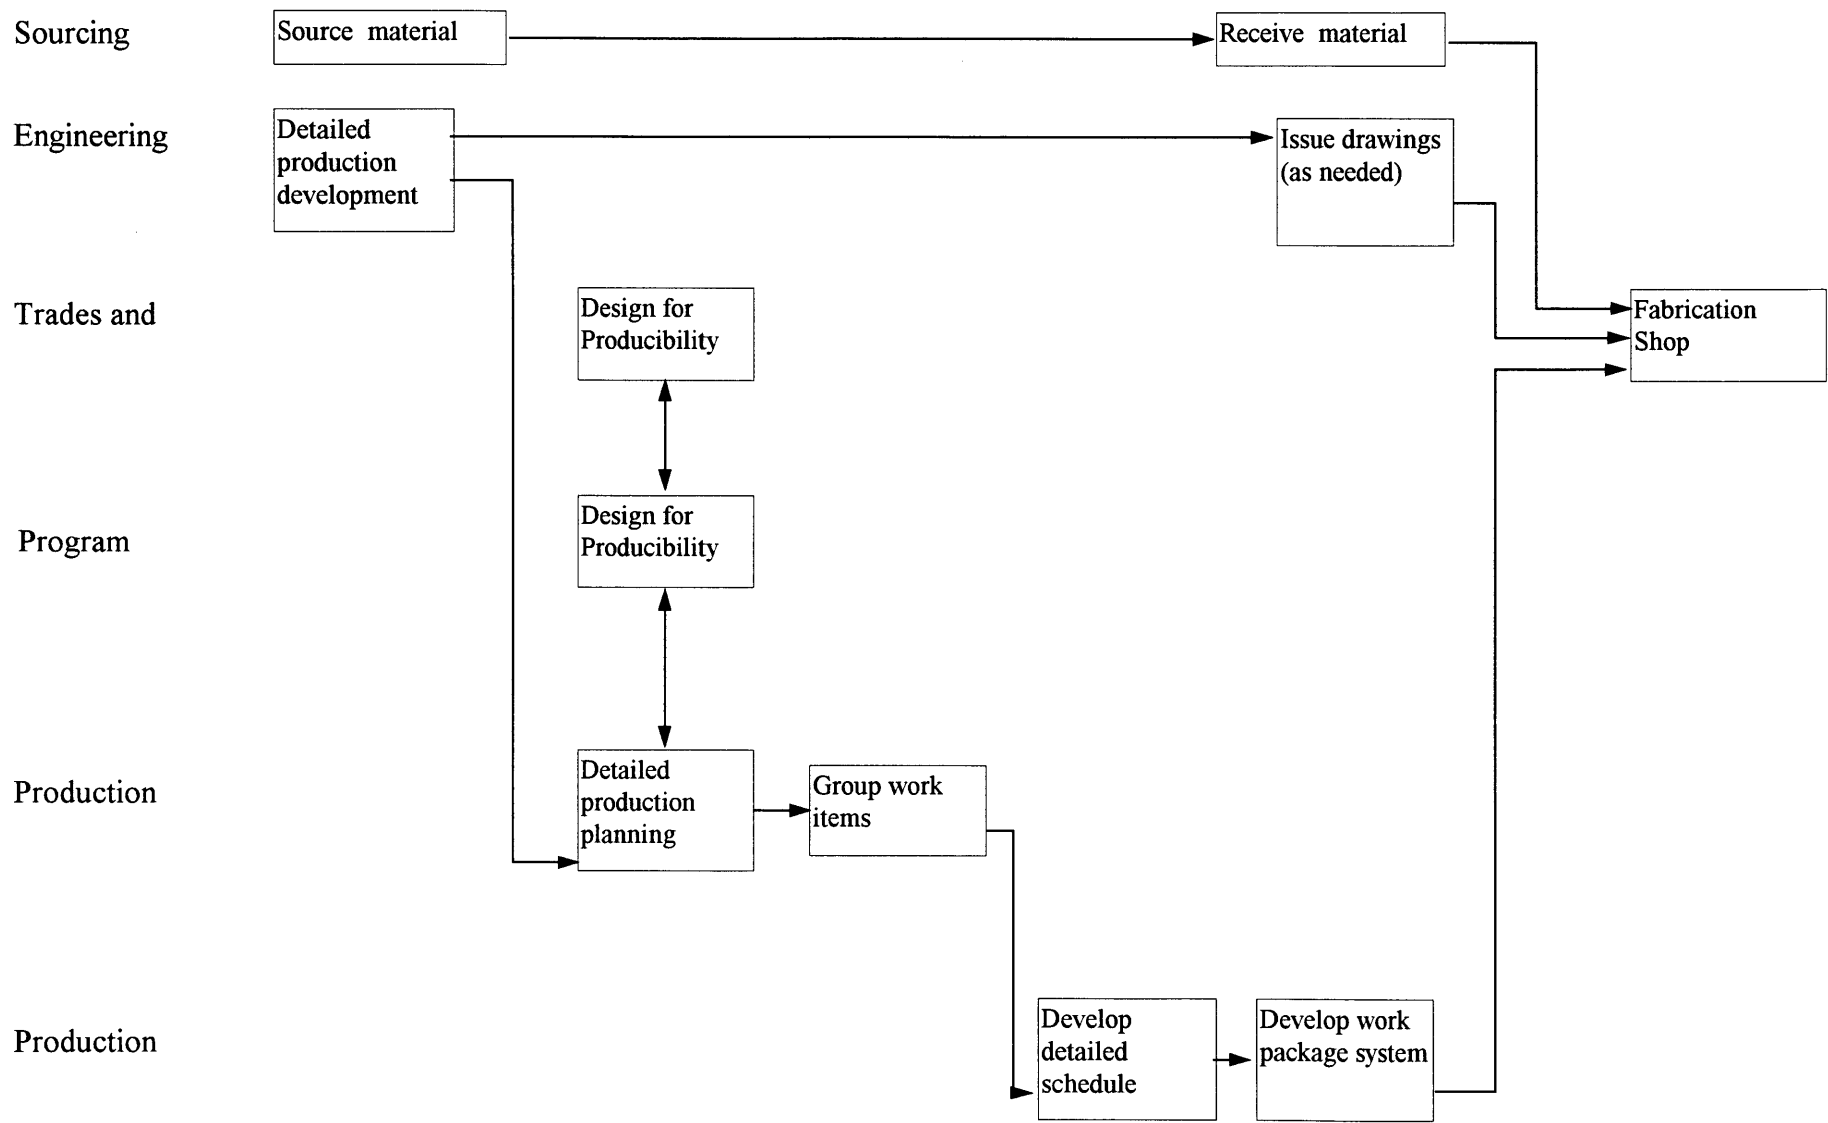 Sourcing
Source material
Receive material
Engineering
Detailed
production
development
Issue drawings
(as needed)
Trades and
Design for
Producibility
Fabrication
Shop
Program
Design for
Producibility
Production
Detailed
production
planning
Group work
items
Production
Develop
detailed
schedule
Develop work
package system